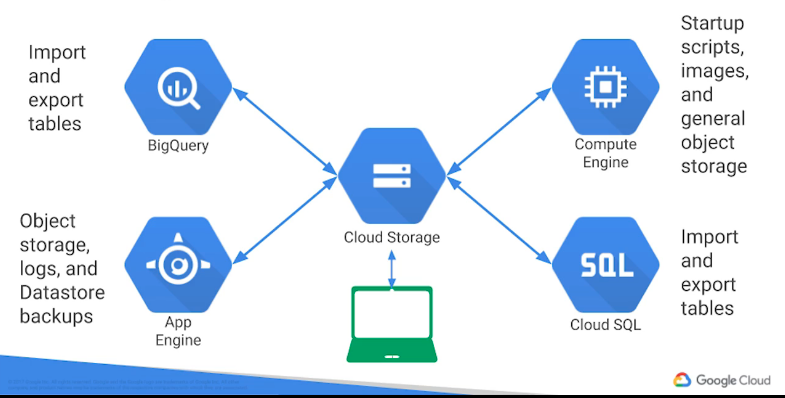 Import
and
export
tables
BigQuery
Startup
scripts,
images,
and
general
object
storage
Compute
Engine
Cloud Storage
Object
storage,
logs, and
Datastore
backups
App
Engine
SQL
Cloud SQL
Import
and
export
tables
Google Cloud